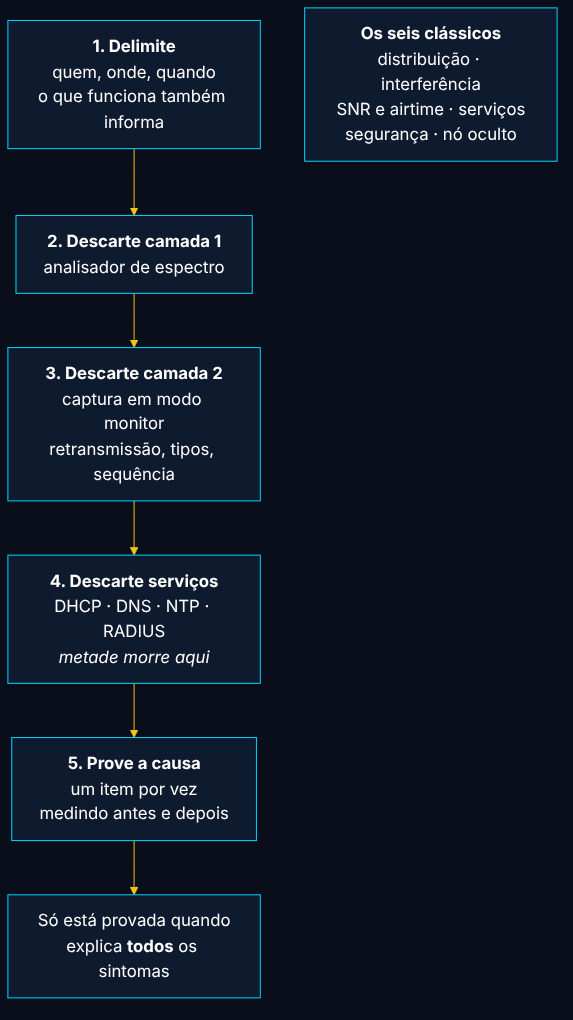 1. Delimite
quem, onde, quando
o que funciona também
informa
Os seis clássicos
distribuição ·
interferência
SNR e airtime · serviços
segurança · nó oculto
2. Descarte camada 1
analisador de espectro
3. Descarte camada 2
captura em modo
monitor
retransmissão, tipos,
sequência
4. Descarte serviços
DHCP · DNS · NTP ·
RADIUS
metade morre aqui
5. Prove a causa
um item por vez
medindo antes e depois
Só está provada quando
explica todos os
sintomas